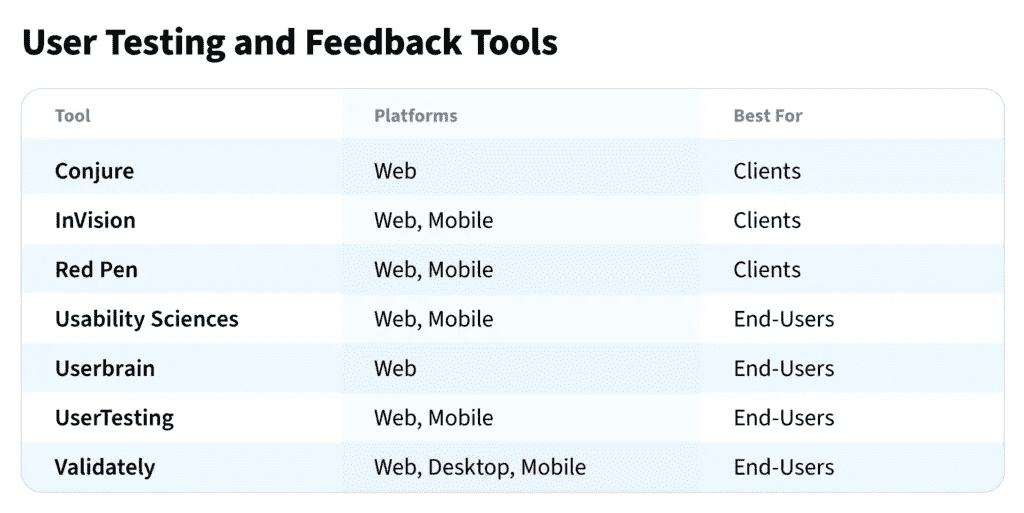 User Testing and Feedback Tools
Tool Platforms Best For
Conjure Web Clients
InVision Web, Mobile Clients
Red Pen Web, Mobile Clients
Usability Sciences Web, Mobile End-Users
Userbrain Web End-Users
UserTesting Web, Mobile End-Users
Validately Web, Desktop, Mobile End-Users